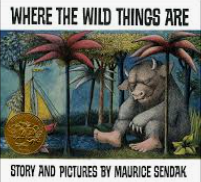 WHERE THE WILD THINGS ARE
STORY AND PICTURES BY MAURICE SENDAK